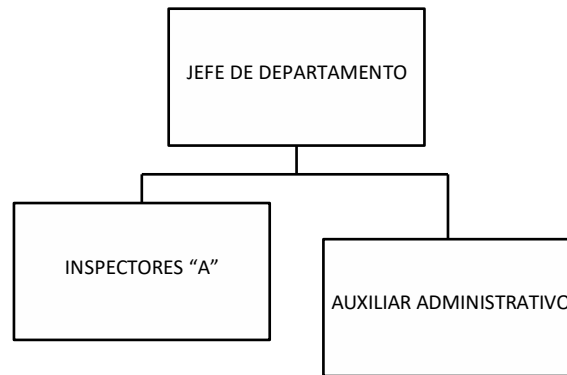 JEFE DE DEPARTAMENTO
INSPECTORES “A”
AUXILIAR ADMINISTRATIVO